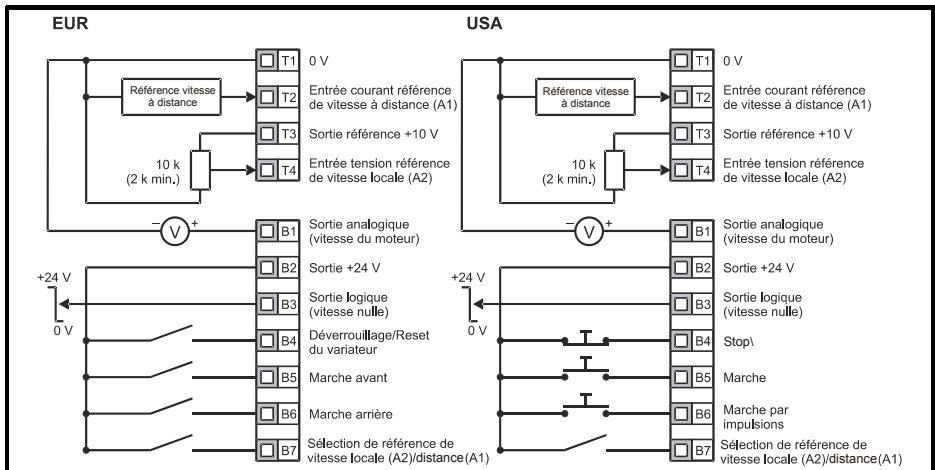 EUR
T1 0 V
Référence vitesse
à distance
T2 Entrée courant référence
de vitesse à distance (A1)
T3 Sortie référence +10 V
10 k
(2 k min.)
T4 Entrée tension référence
de vitesse locale (A2)
– V +
B1 Sortie analogique
(vitesse du moteur)
B2 Sortie +24 V
+24 V
0 V
B3 Sortie logique
(vitesse nulle)
B4 Déverrouillage/Reset
du variateur
B5 Marche avant
B6 Marche arrière
B7 Sélection de référence de
vitesse locale (A2)/distance(A1)
USA
T1 0 V
Référence vitesse
à distance
T2 Entrée courant référence
de vitesse à distance (A1)
T3 Sortie référence +10 V
10 k
(2 k min.)
T4 Entrée tension référence
de vitesse locale (A2)
– V +
B1 Sortie analogique
(vitesse du moteur)
B2 Sortie +24 V
+24 V
0 V
B3 Sortie logique
(vitesse nulle)
B4 Stop\
B5 Marche
B6 Marche par
impulsions
B7 Sélection de référence de
vitesse locale (A2)/distance(A1)